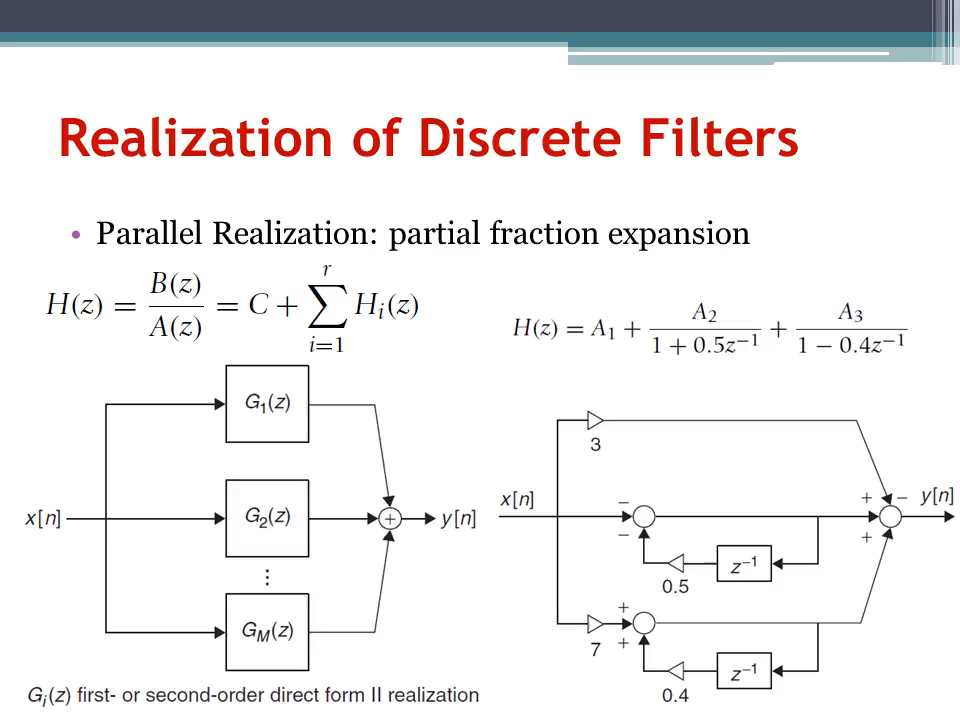 Realization of Discrete Filters
• Parallel Realization: partial fraction expansion
H(z) = B(z)/A(z) = C + ∑_{i=1}^{r} H_i(z)
H(z) = A₁ + A₂/(1 + 0.5z⁻¹) + A₃/(1 − 0.4z⁻¹)
x[n]
G₁(z)
G₂(z)
⋮
G_M(z)
+
y[n]
G_i(z) first- or second-order direct form II realization
x[n]
3
−
−
0.5
z⁻¹
+ −
+
y[n]
7
+
+
0.4
z⁻¹